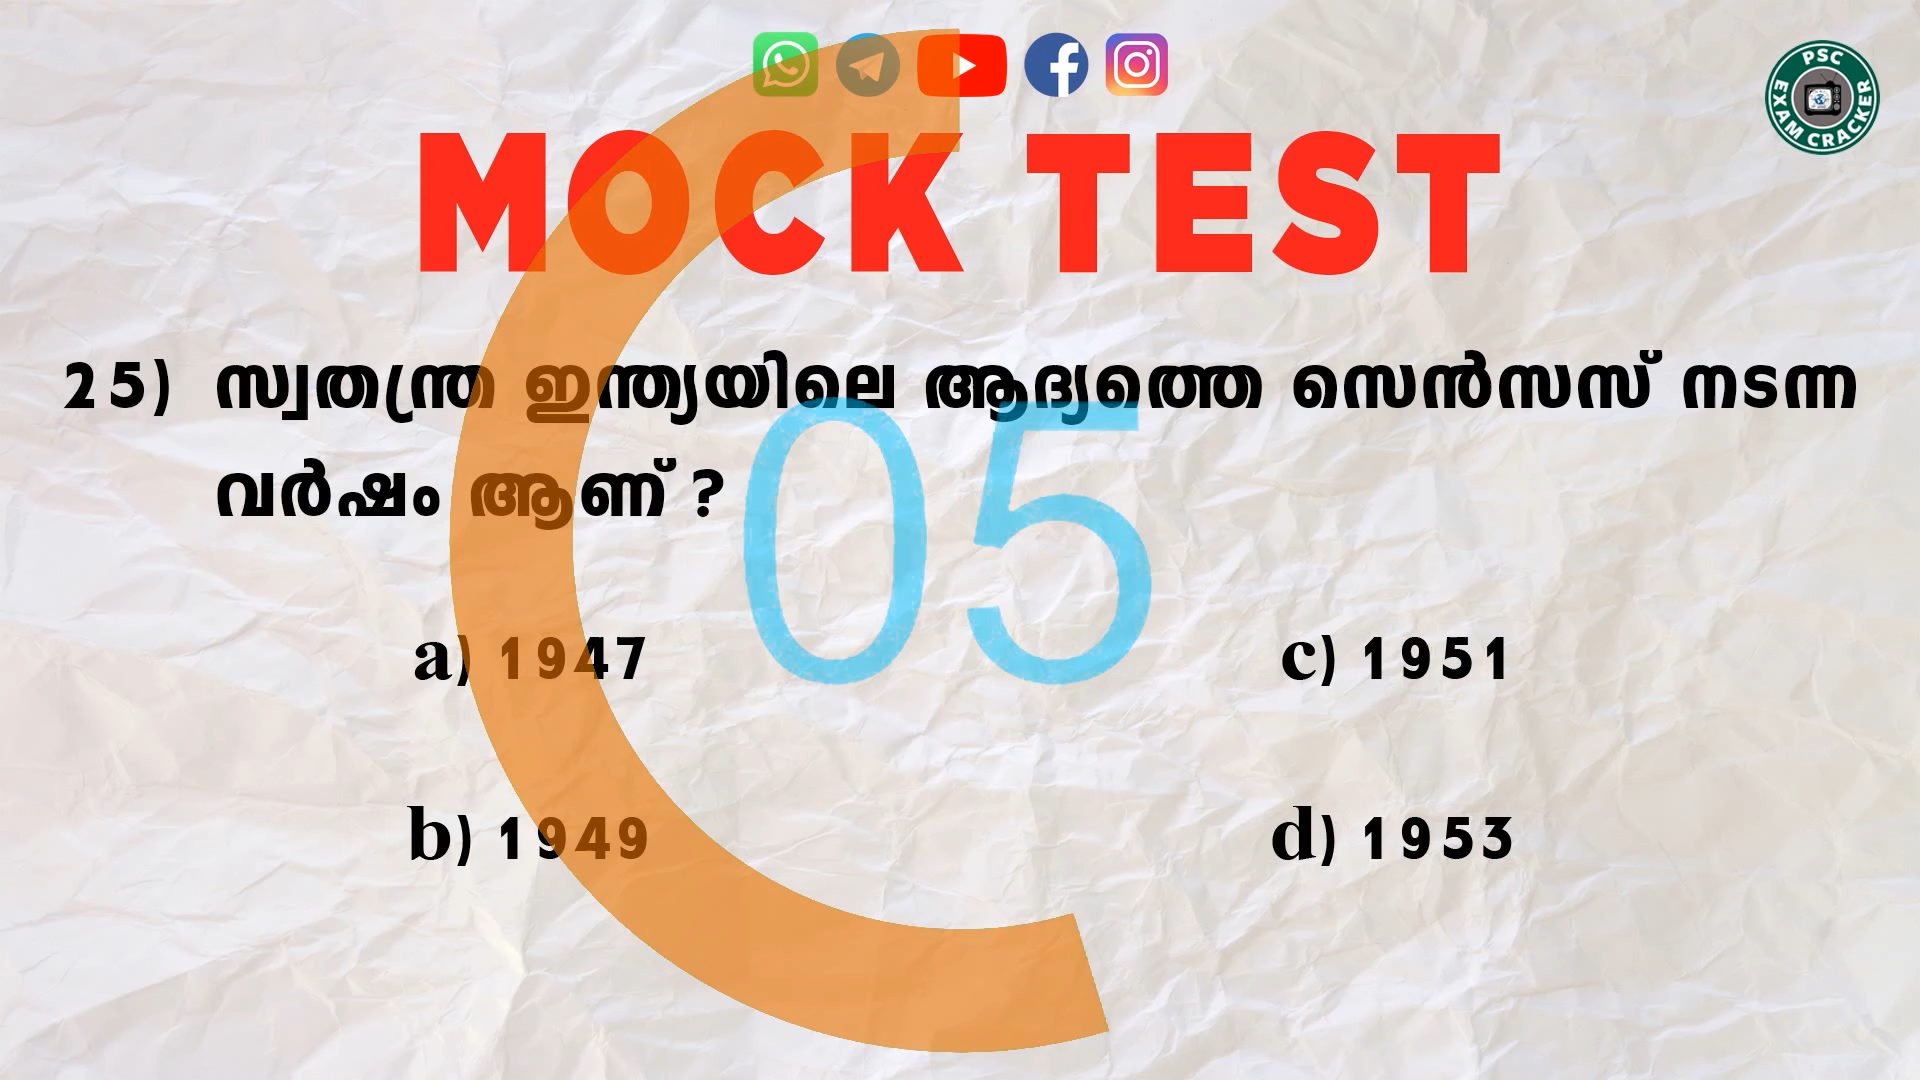 PSC EXAM CRACKER
MOCK TEST
25) സ്വതന്ത്ര ഇന്ത്യയിലെ ആദ്യത്തെ സെൻസസ് നടന്ന
വർഷം ആണ് ?
05
a) 1947
c) 1951
b) 1949
d) 1953